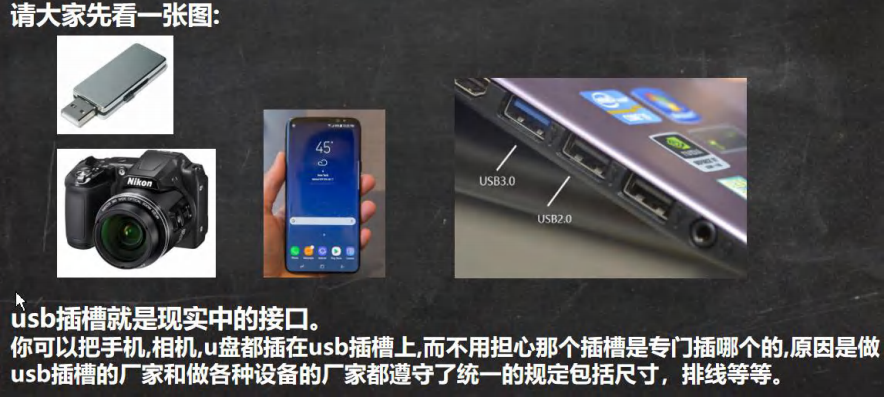 请大家先看一张图:
45°
Nikon
USB3.0
USB2.0
usb插槽就是现实中的接口。
你可以把手机,相机,u盘都插在usb插槽上,而不用担心那个插槽是专门插哪个的,原因是做
usb插槽的厂家和做各种设备的厂家都遵守了统一的规定包括尺寸，排线等等。